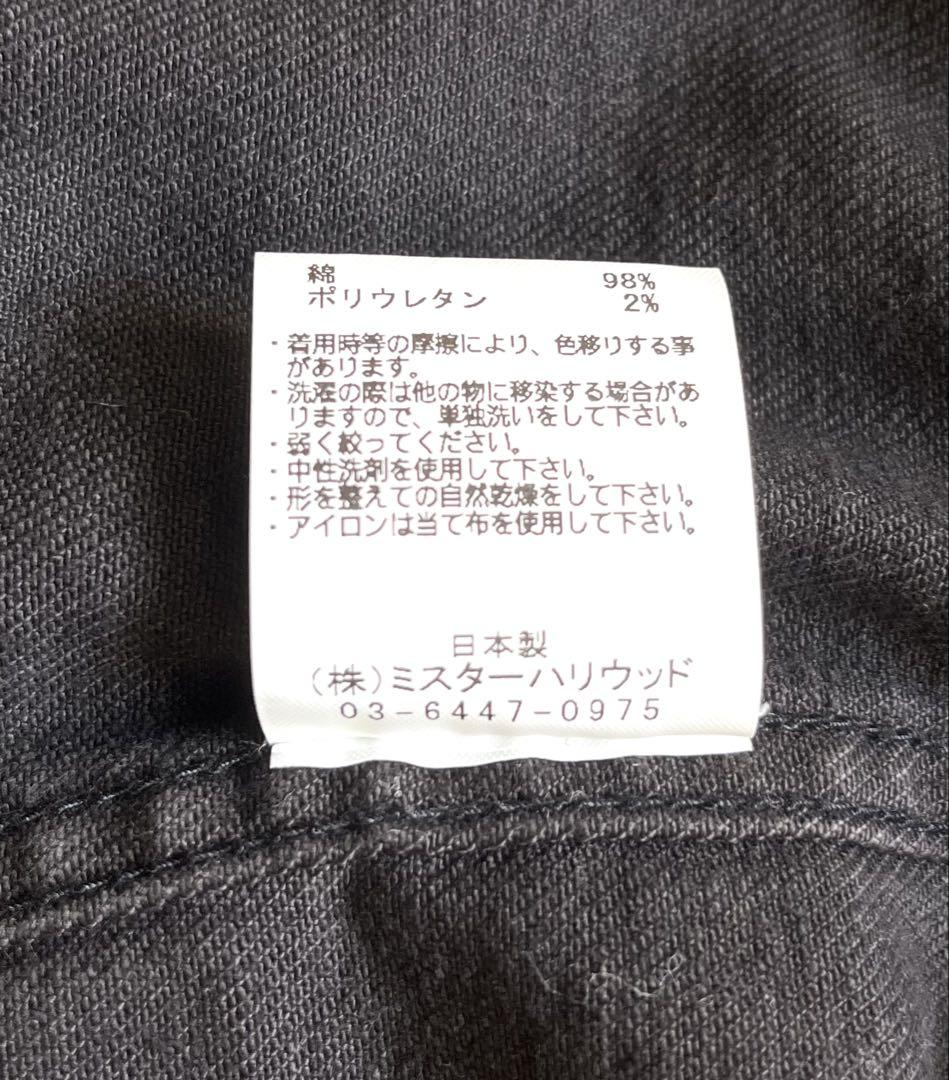 綿 98%
ポリウレタン 2%
・着用時等の摩擦により、色移りする事
があります。
・洗濯の際は他の物に移染する場合があ
りますので、単独洗いをして下さい。
・弱く絞ってください。
・中性洗剤を使用して下さい。
・形を整えての自然乾燥をして下さい。
・アイロンは当て布を使用して下さい。
日本製
(株)ミスターハリウッド
03-6447-0975